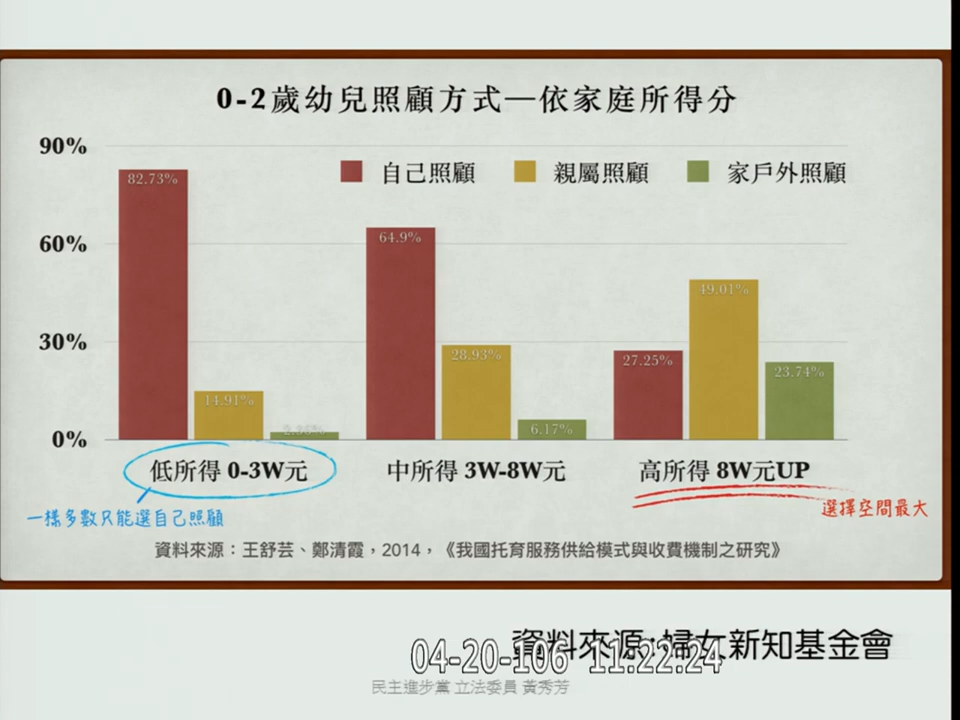 0-2歲幼兒照顧方式—依家庭所得分
90%
自己照顧 親屬照顧 家戶外照顧
82.73%
60%
64.9%
49.01%
30%
28.93%
27.25%
23.74%
14.91%
2.36%
6.17%
0%
低所得 0-3W元 中所得 3W-8W元 高所得 8W元UP
一樣多數只能選自己照顧
選擇空間最大
資料來源：王舒芸、鄭清霞，2014，《我國托育服務供給模式與收費機制之研究》
資料來源:婦女新知基金會
04-20-106 11:22:24
民主進步黨 立法委員 黃秀芳